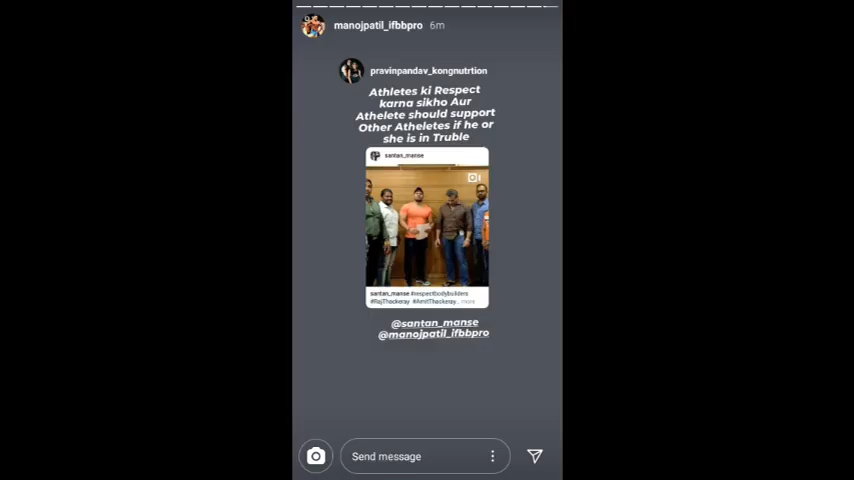 manojpatil_ifbbpro 6m
pravinpandav_kongnutrtion
Athletes ki Respect
karna sikho Aur
Athelete should support
Other Atheletes if he or
she is in Truble
santan_manse
santan_manse #respectbodybuilders
#RajThackeray #AmitThackeray... more
@santan_manse
@manojpatil_ifbbpro
Send message